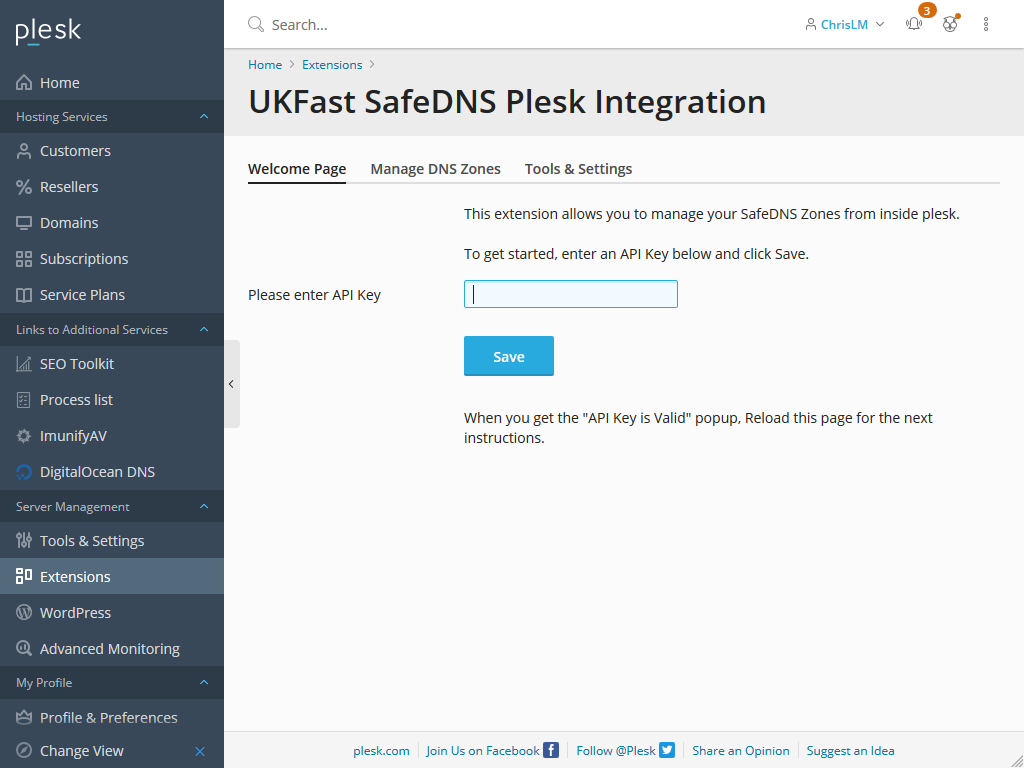 plesk
Search...
ChrisLM
3
Home
Hosting Services
Customers
Resellers
Domains
Subscriptions
Service Plans
Links to Additional Services
SEO Toolkit
Process list
ImunifyAV
DigitalOcean DNS
Server Management
Tools & Settings
Extensions
WordPress
Advanced Monitoring
My Profile
Profile & Preferences
Change View
Home > Extensions >
UKFast SafeDNS Plesk Integration
Welcome Page Manage DNS Zones Tools & Settings
This extension allows you to manage your SafeDNS Zones from inside plesk.
To get started, enter an API Key below and click Save.
Please enter API Key
Save
When you get the "API Key is Valid" popup, Reload this page for the next
instructions.
plesk.com Join Us on Facebook Follow @Plesk Share an Opinion Suggest an Idea